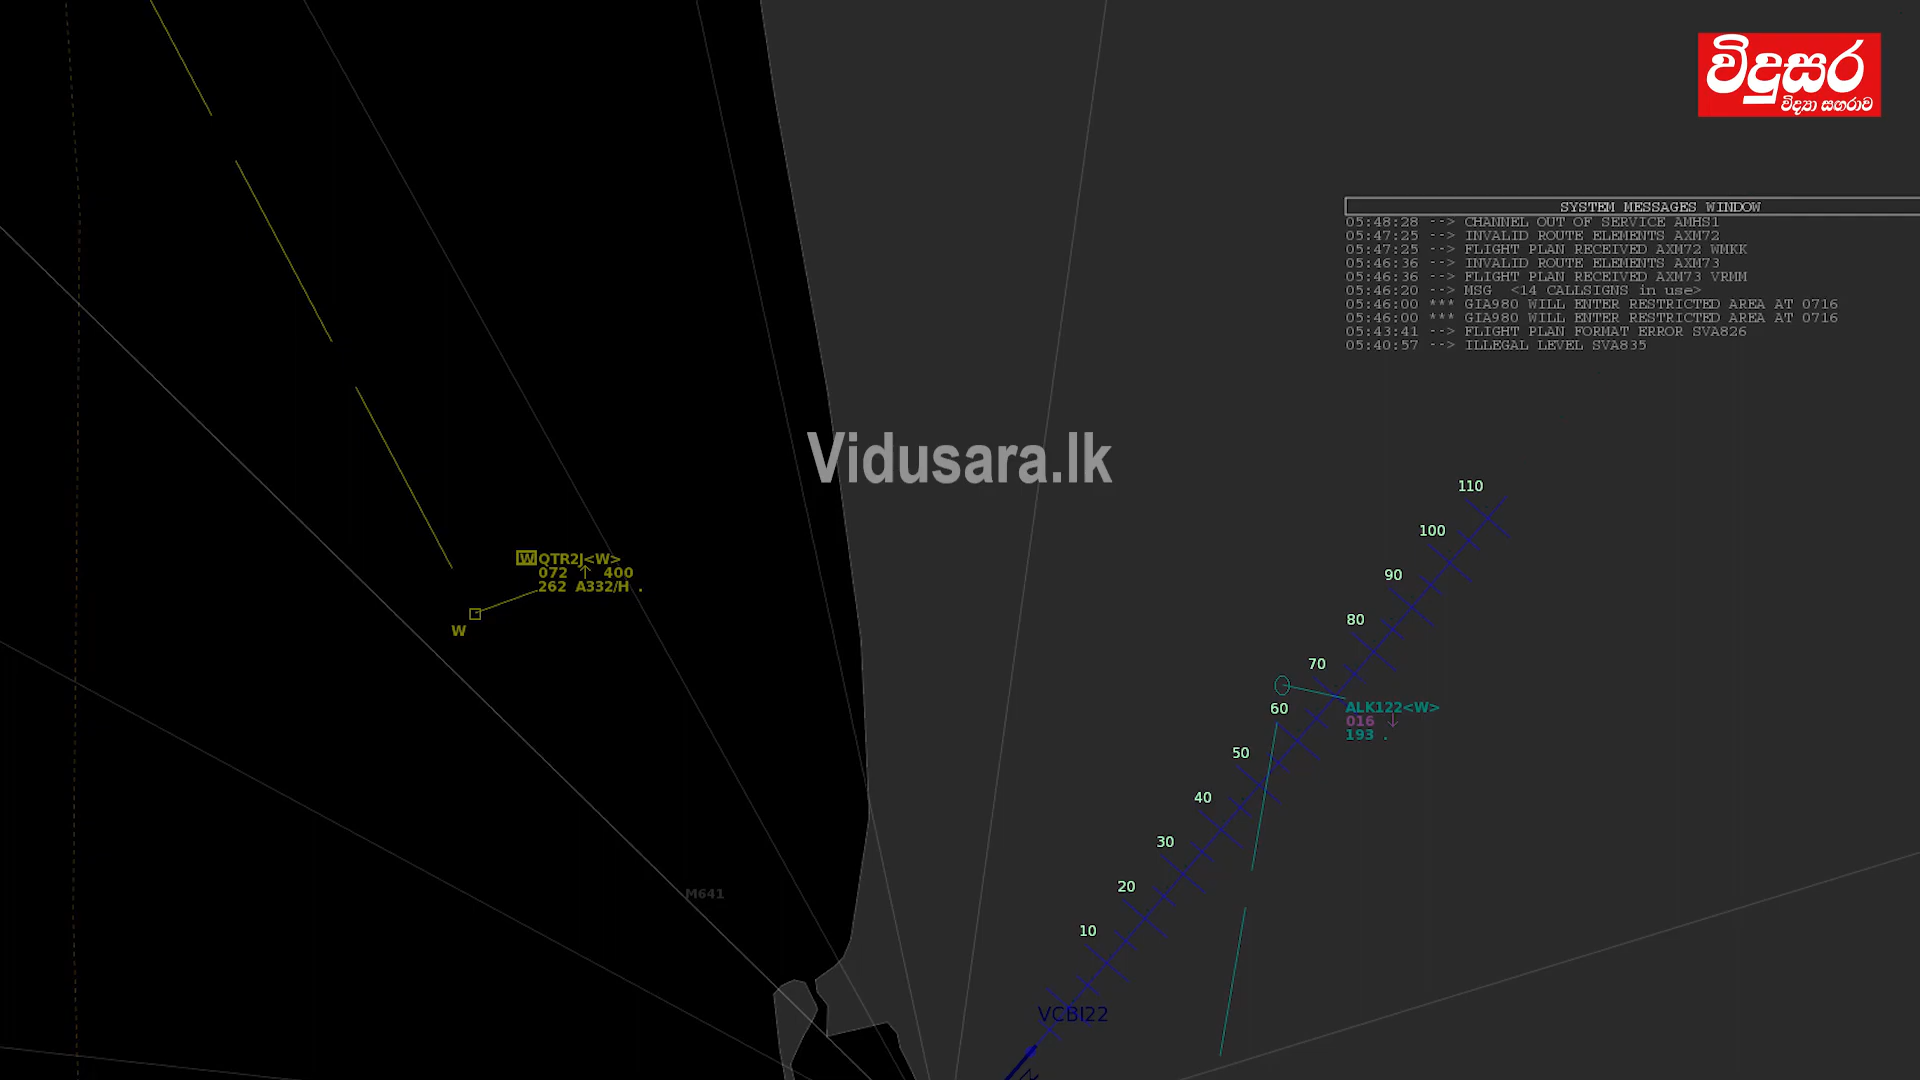 විදුසර
විද්‍යා සඟරාව
SYSTEM MESSAGES WINDOW
05:48:28 --> CHANNEL OUT OF SERVICE AMHS1
05:47:25 --> INVALID ROUTE ELEMENTS AXM72
05:47:25 --> FLIGHT PLAN RECEIVED AXM72 WMKK
05:46:36 --> INVALID ROUTE ELEMENTS AXM73
05:46:36 --> FLIGHT PLAN RECEIVED AXM73 VRMM
05:46:20 --> MSG <14 CALLSIGNS in use>
05:46:00 *** GIA980 WILL ENTER RESTRICTED AREA AT 0716
05:46:00 *** GIA980 WILL ENTER RESTRICTED AREA AT 0716
05:43:41 --> FLIGHT PLAN FORMAT ERROR SVA826
05:40:57 --> ILLEGAL LEVEL SVA835
Vidusara.lk
110
100
90
80
70
60
50
40
30
20
10
W QTR2J<W>
072 ↑ 400
262 A332/H .
W
ALK122<W>
016 ↓
193 .
M641
VCBI22